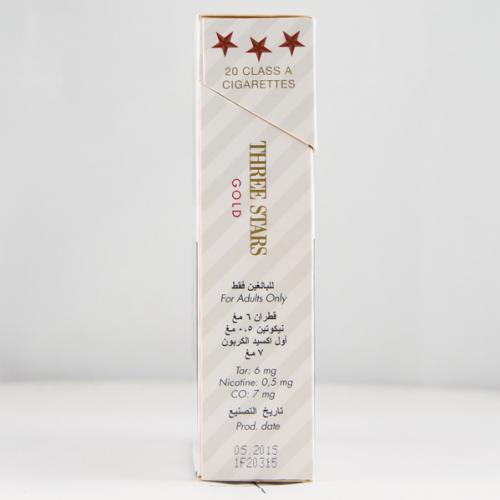 20 CLASS A
CIGARETTES
THREE STARS
GOLD
للبالغين فقط
For Adults Only
قطران ٦ مغ
نيكوتين ٠،٥ مغ
أول اكسيد الكربون
٧ مغ
Tar: 6 mg
Nicotine: 0,5 mg
CO: 7 mg
تاريخ التصنيع
Prod. date
05.2015
1F20315